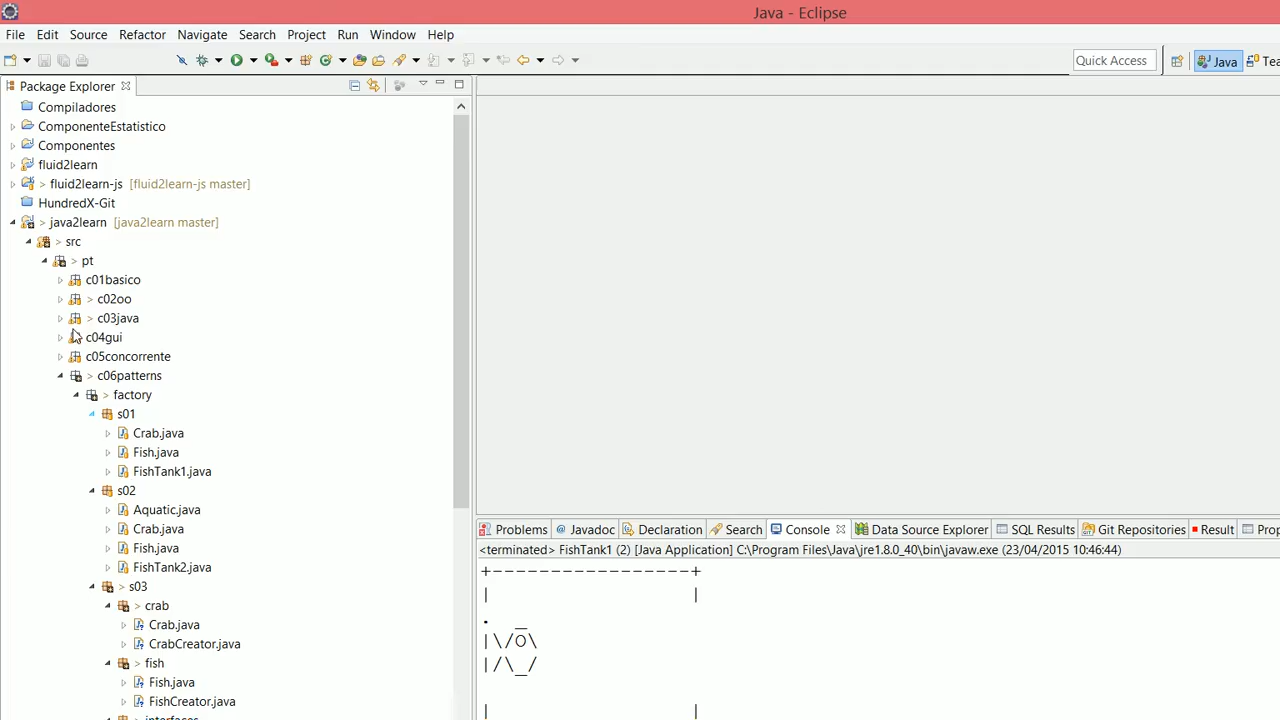 Java - Eclipse
File Edit Source Refactor Navigate Search Project Run Window Help
Quick Access Java Tea
Package Explorer
Compiladores
ComponenteEstatistico
Componentes
fluid2learn
> fluid2learn-js [fluid2learn-js master]
HundredX-Git
> java2learn [java2learn master]
> src
> pt
c01basico
> c02oo
> c03java
c04gui
c05concorrente
> c06patterns
> factory
s01
Crab.java
Fish.java
FishTank1.java
s02
Aquatic.java
Crab.java
Fish.java
FishTank2.java
> s03
> crab
Crab.java
CrabCreator.java
> fish
Fish.java
FishCreator.java
> interfaces
Problems @ Javadoc Declaration Search Console Data Source Explorer SQL Results Git Repositories Result Prop
<terminated> FishTank1 (2) [Java Application] C:\Program Files\Java\jre1.8.0_40\bin\javaw.exe (23/04/2015 10:46:44)
+----------------+
|                |
.  _
|\/O\
|/\_/
|                |